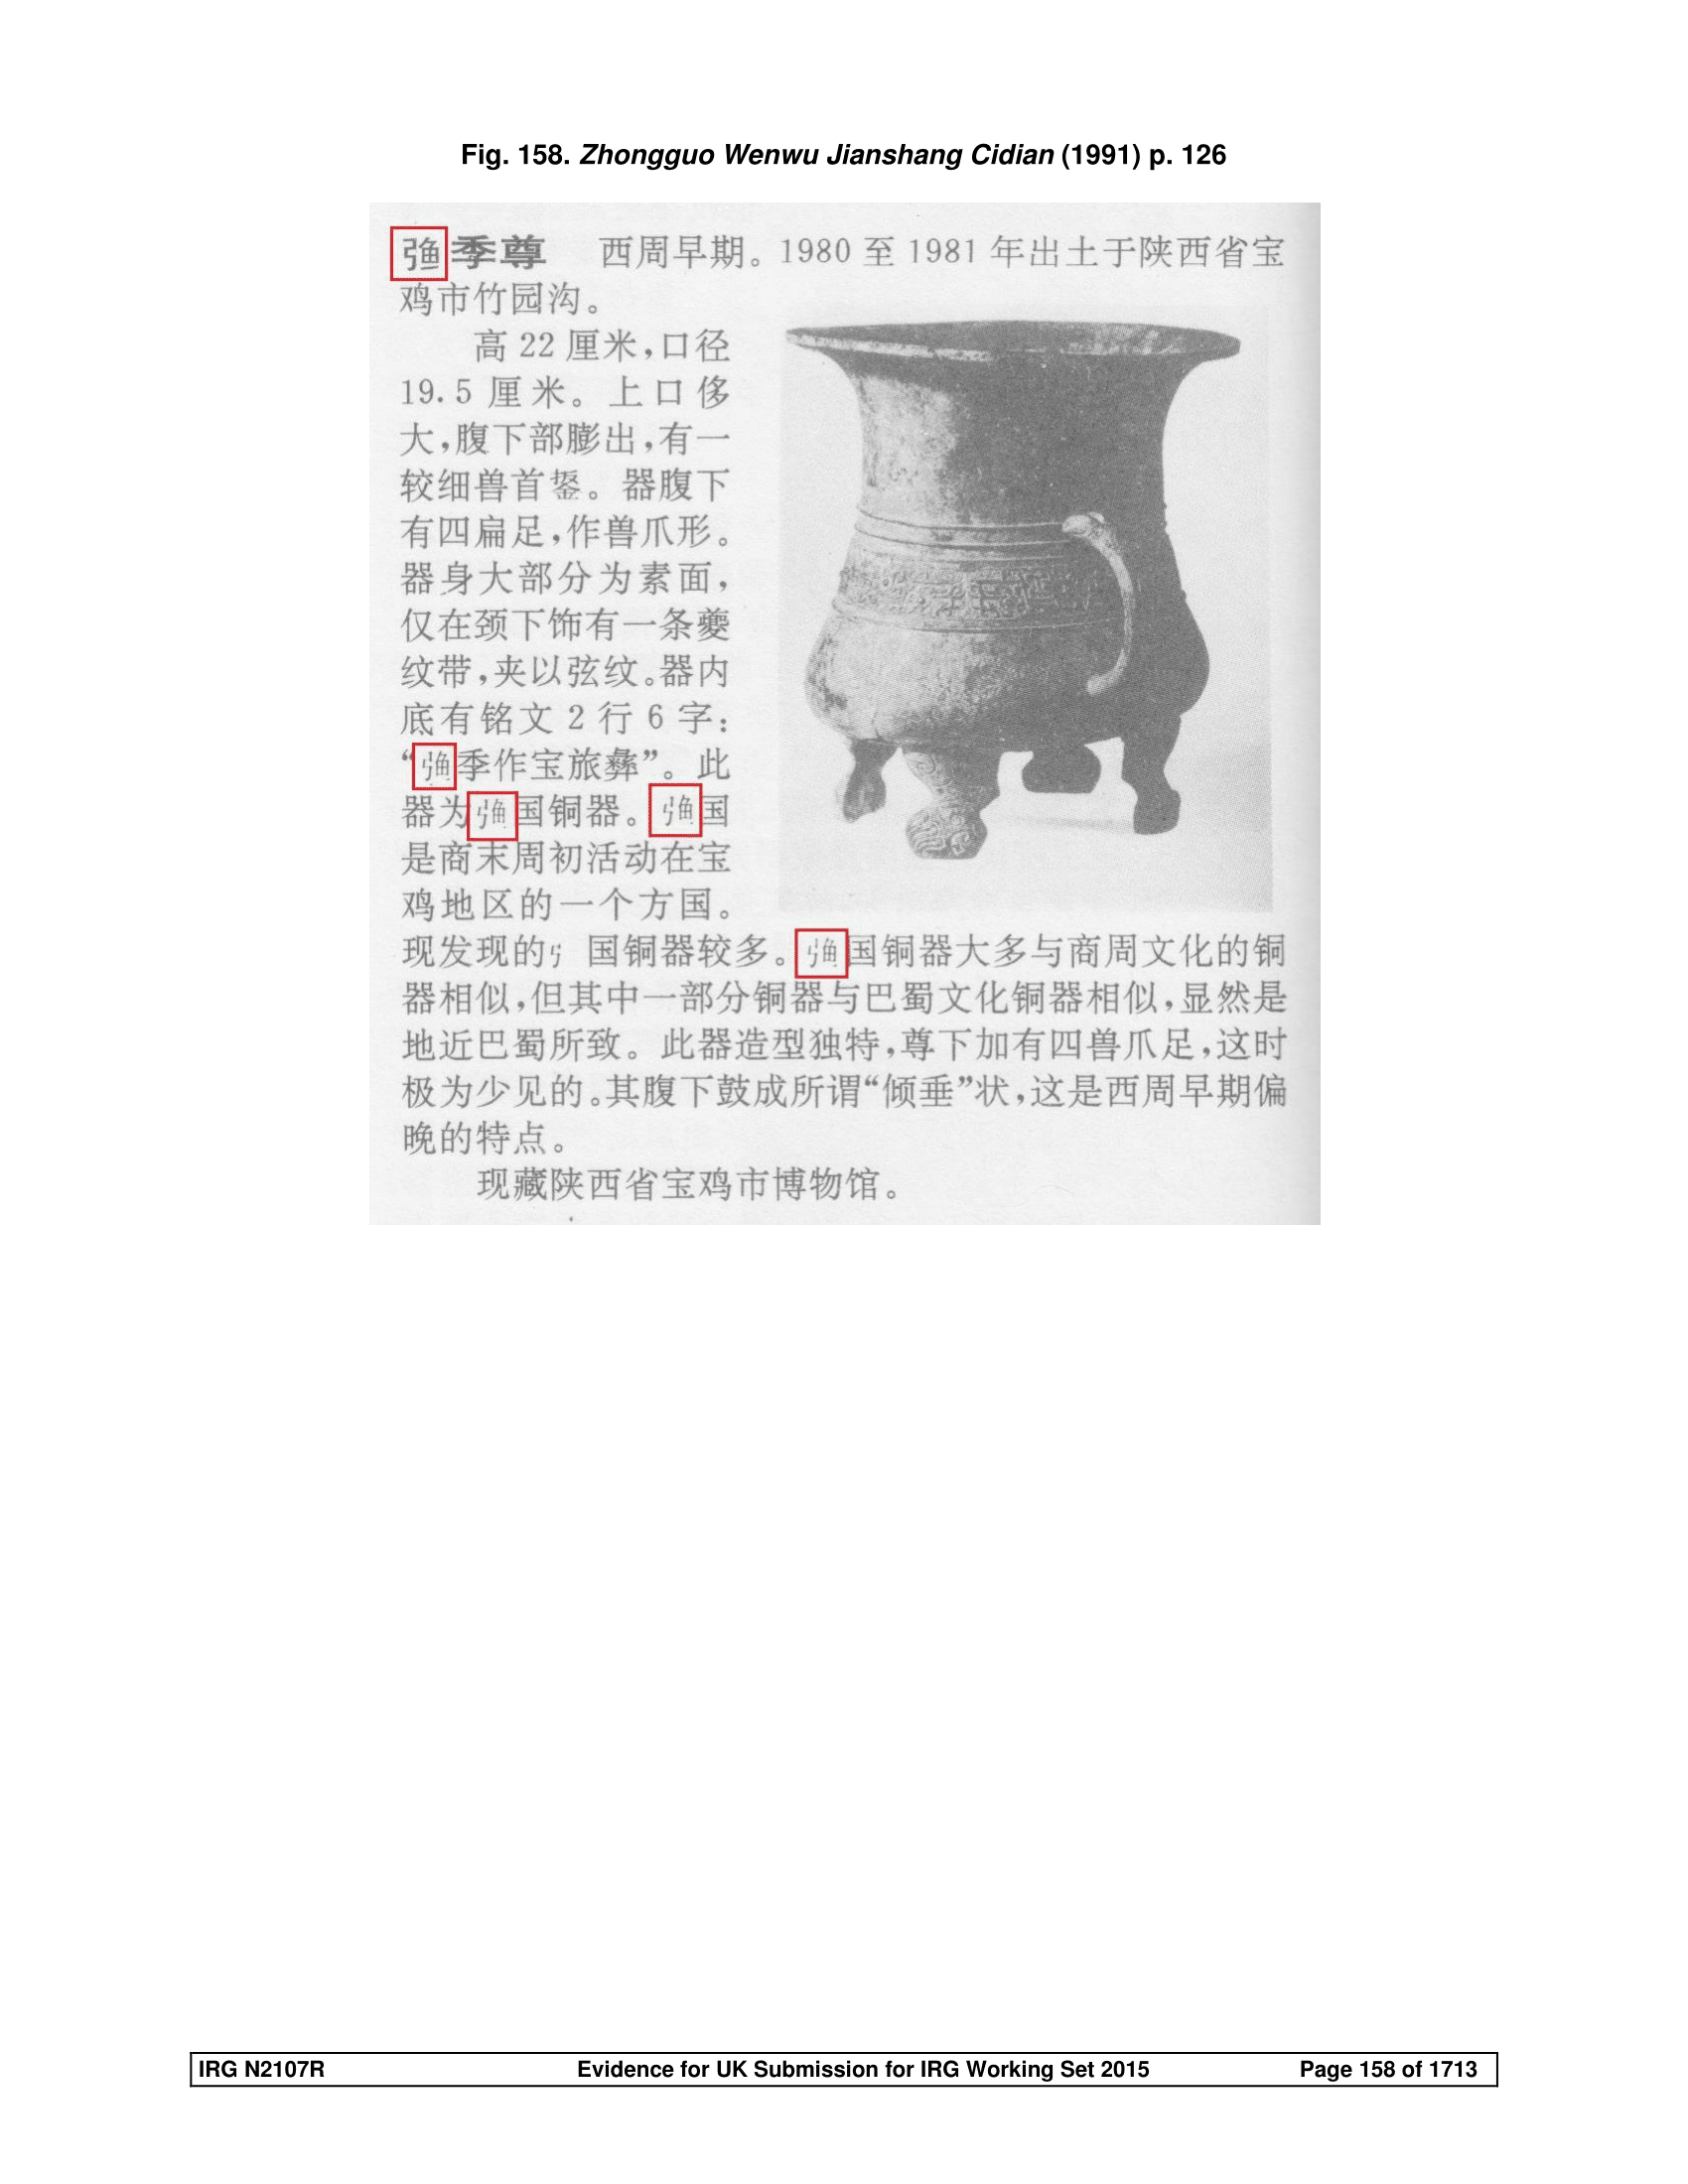 Fig. 158. Zhongguo Wenwu Jianshang Cidian (1991) p. 126
季尊　西周早期。1980 至 1981 年出土于陕西省宝
鸡市竹园沟。
高 22 厘米，口径
19.5 厘米。上口侈
大，腹下部膨出，有一
较细兽首鋬。器腹下
有四扁足，作兽爪形。
器身大部分为素面，
仅在颈下饰有一条夔
纹带，夹以弦纹。器内
底有铭文 2 行 6 字：
“季作宝旅彝”。此
器为国铜器。国
是商末周初活动在宝
鸡地区的一个方国。
现发现的 国铜器较多。国铜器大多与商周文化的铜
器相似，但其中一部分铜器与巴蜀文化铜器相似，显然是
地近巴蜀所致。此器造型独特，尊下加有四兽爪足，这时
极为少见的。其腹下鼓成所谓“倾垂”状，这是西周早期偏
晚的特点。
现藏陕西省宝鸡市博物馆。
IRG N2107R Evidence for UK Submission for IRG Working Set 2015 Page 158 of 1713